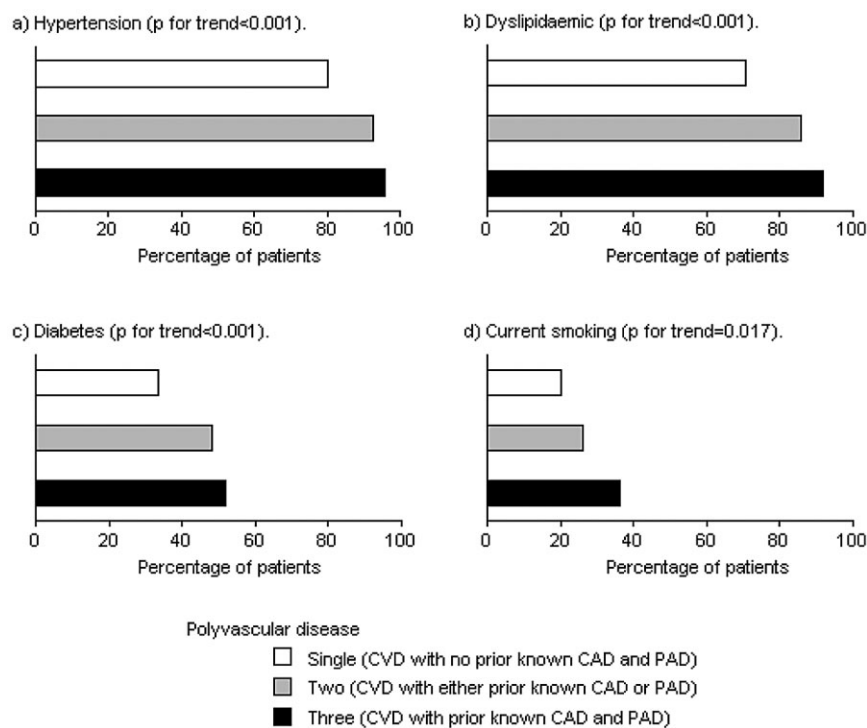 a) Hypertension (p for trend<0.001).
0 20 40 60 80 100
Percentage of patients
b) Dyslipidaemic (p for trend<0.001).
0 20 40 60 80 100
Percentage of patients
c) Diabetes (p for trend<0.001).
0 20 40 60 80 100
Percentage of patients
d) Current smoking (p for trend=0.017).
0 20 40 60 80 100
Percentage of patients
Polyvascular disease
Single (CVD with no prior known CAD and PAD)
Two (CVD with either prior known CAD or PAD)
Three (CVD with prior known CAD and PAD)